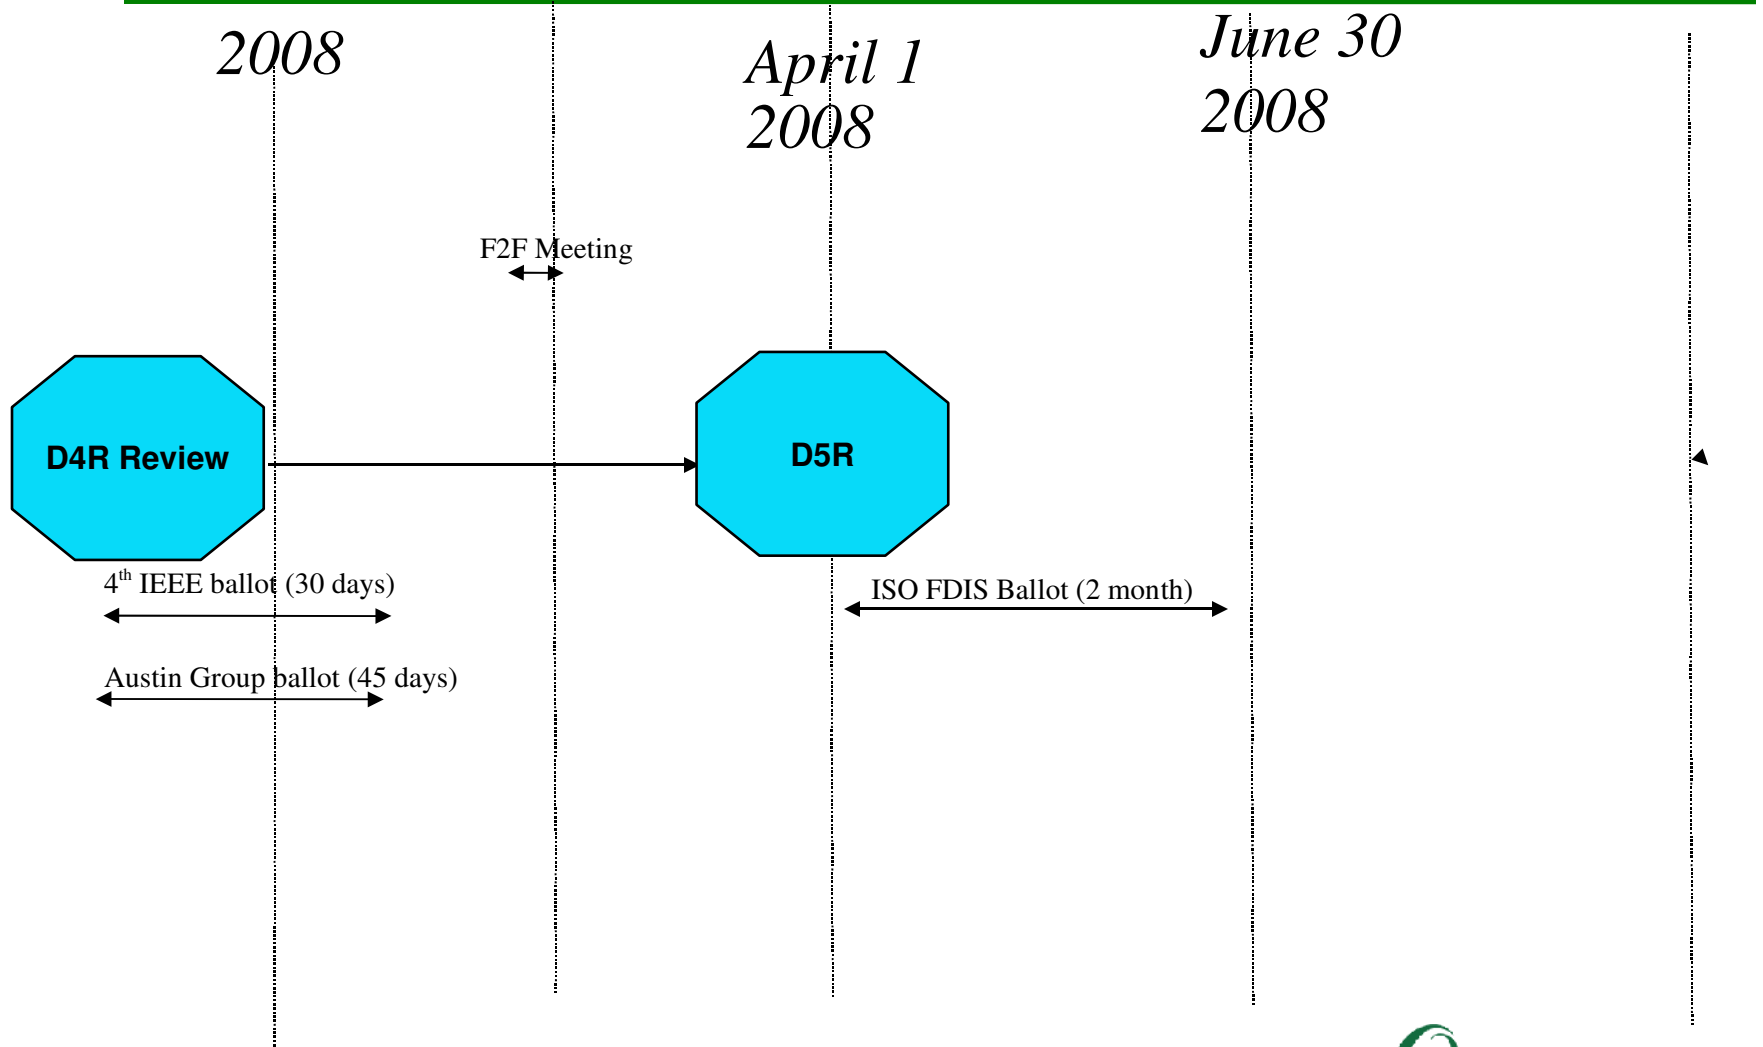 2008
April 1
2008
June 30
2008
F2F Meeting
D4R Review
D5R
4th IEEE ballot (30 days)
ISO FDIS Ballot (2 month)
Austin Group ballot (45 days)